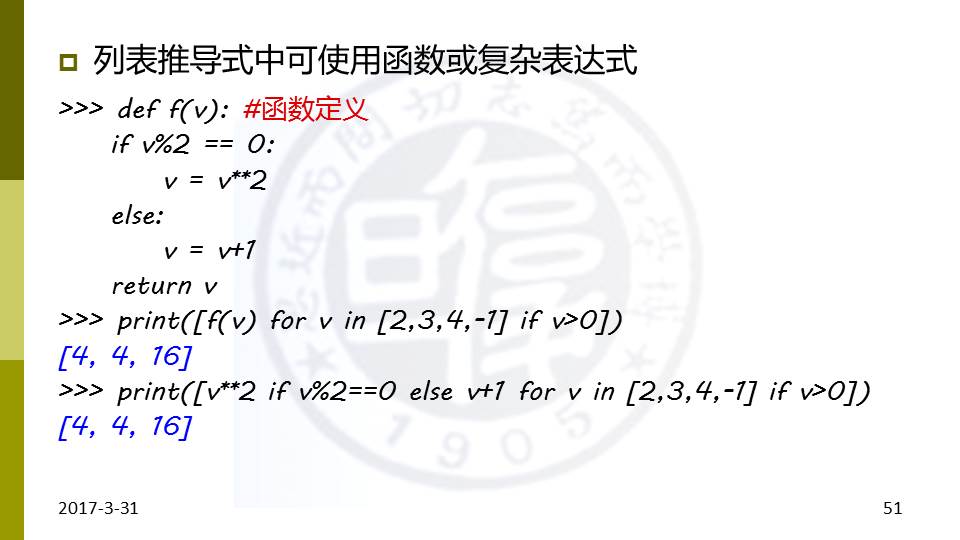 列表推导式中可使用函数或复杂表达式
>>> def f(v): #函数定义
    if v%2 == 0:
        v = v**2
    else:
        v = v+1
    return v
>>> print([f(v) for v in [2,3,4,-1] if v>0])
[4, 4, 16]
>>> print([v**2 if v%2==0 else v+1 for v in [2,3,4,-1] if v>0])
[4, 4, 16]
1905
2017-3-31
51